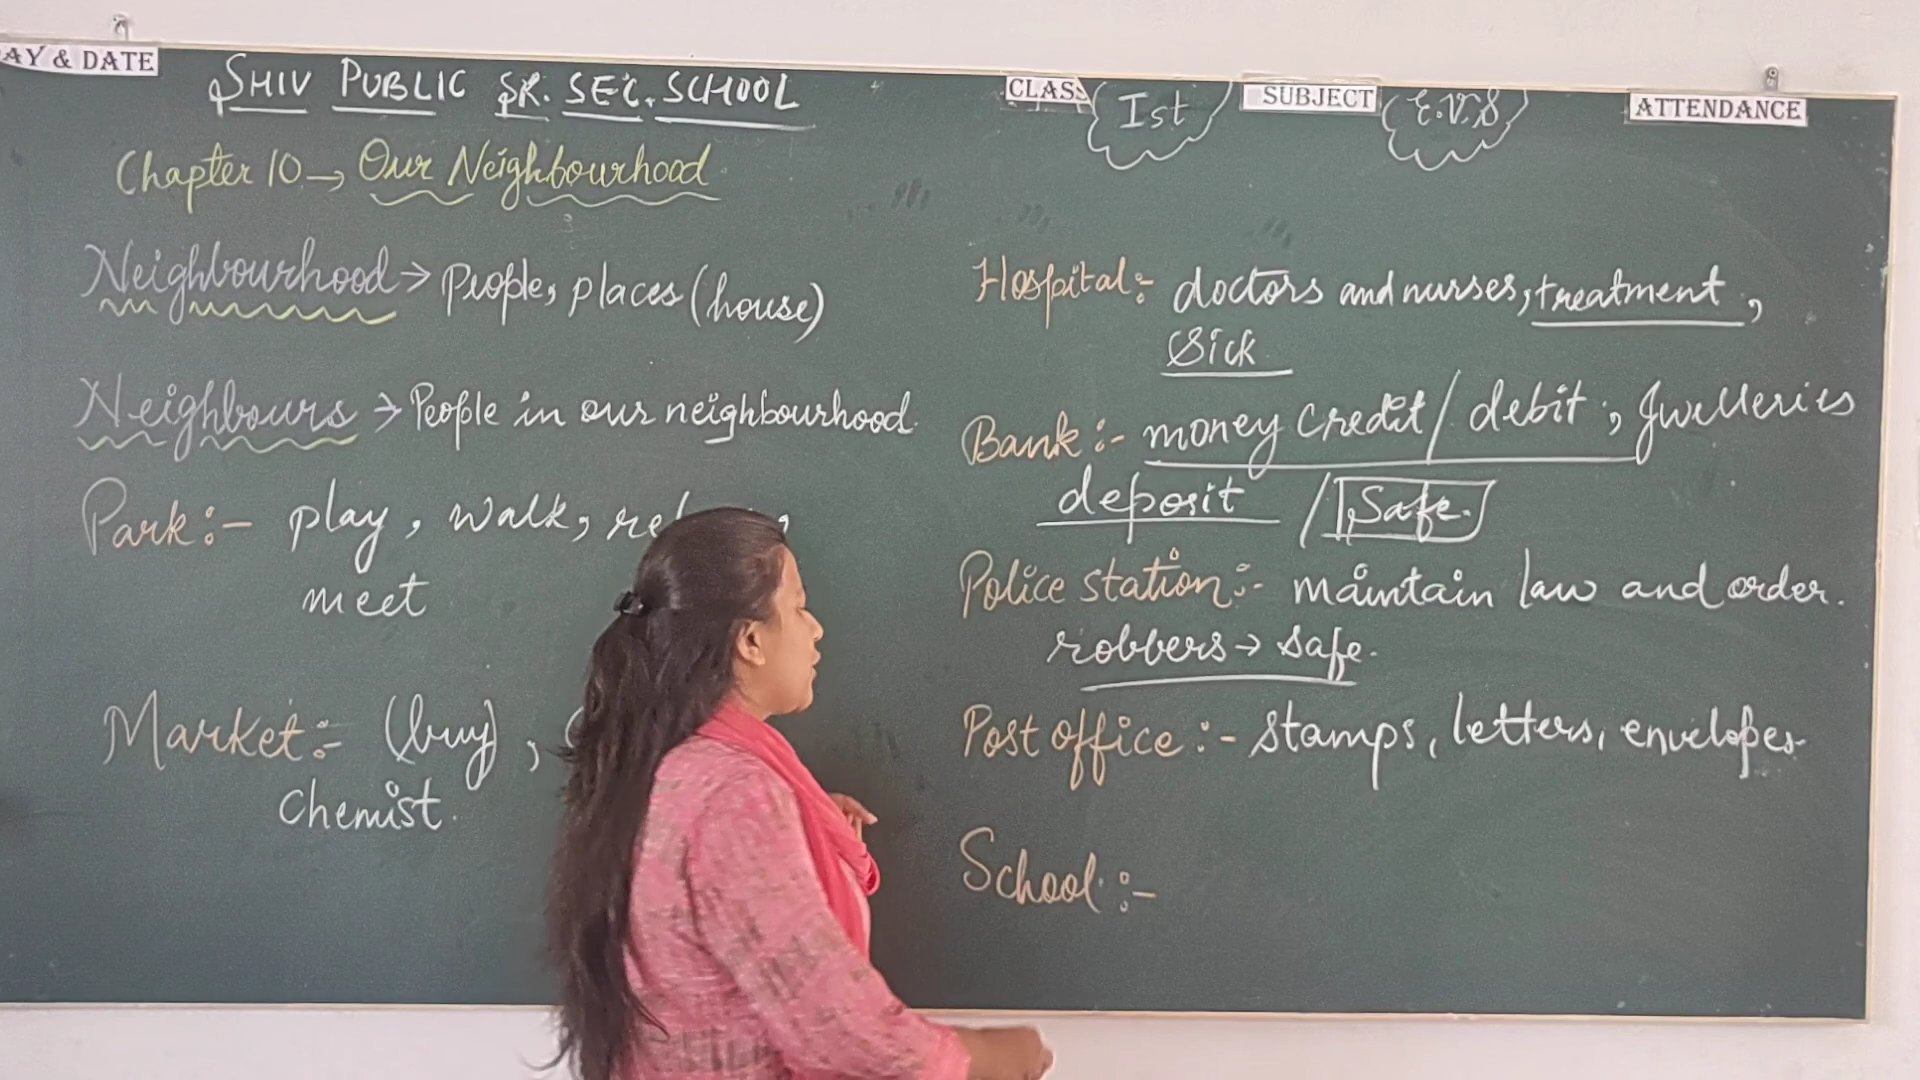 AY & DATE
SHIV PUBLIC SR. SEC. SCHOOL
CLASS
Ist
SUBJECT
E.V.S
ATTENDANCE
Chapter 10 → Our Neighbourhood
Neighbourhood → People, places (house)
Neighbours → People in our neighbourhood.
Park :- play, walk,
meet
Market :- (buy),
Chemist.
Hospital :- doctors and nurses, treatment,
Sick
Bank :- money credit / debit, Jwelleries
deposit / Safe.
Police station :- maintain law and order.
robbers → safe.
Post office :- stamps, letters, envelopes
School :-